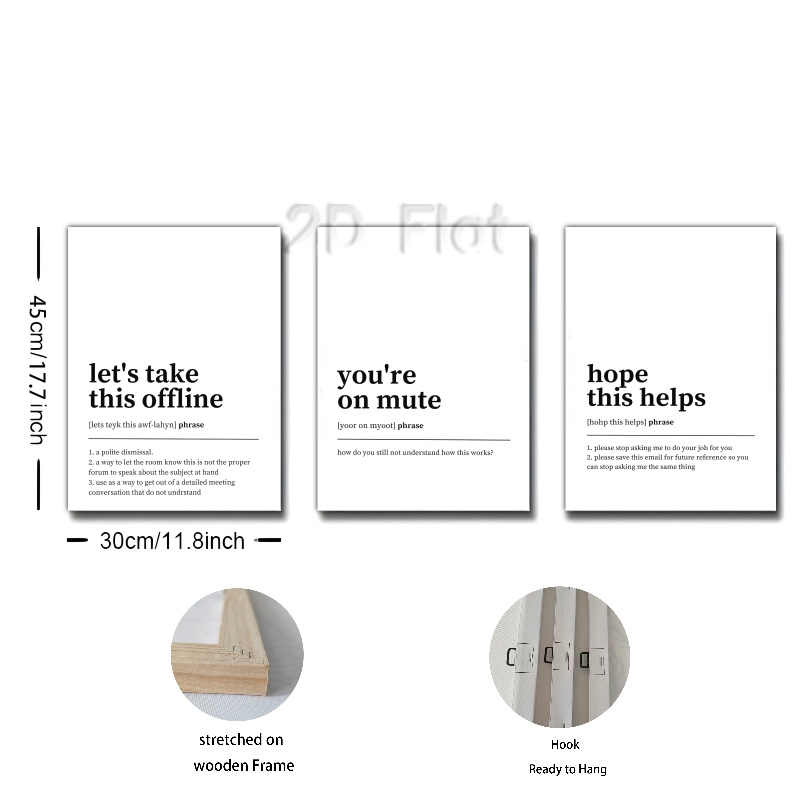 2D Flat
45cm/17.7inch
let's take
this offline
[lets teyk this awf-lahyn] phrase
1. a polite dismissal.
2. a way to let the room know this is not the proper
forum to speak about the subject at hand
3. use as a way to get out of a detailed meeting
conversation that do not undrstand
you're
on mute
[yoor on myoot] phrase
how do you still not understand how this works?
hope
this helps
[hohp this helps] phrase
1. please stop asking me to do your job for you
2. please save this email for future reference so you
can stop asking me the same thing
30cm/11.8inch
stretched on
wooden Frame
Hook
Ready to Hang